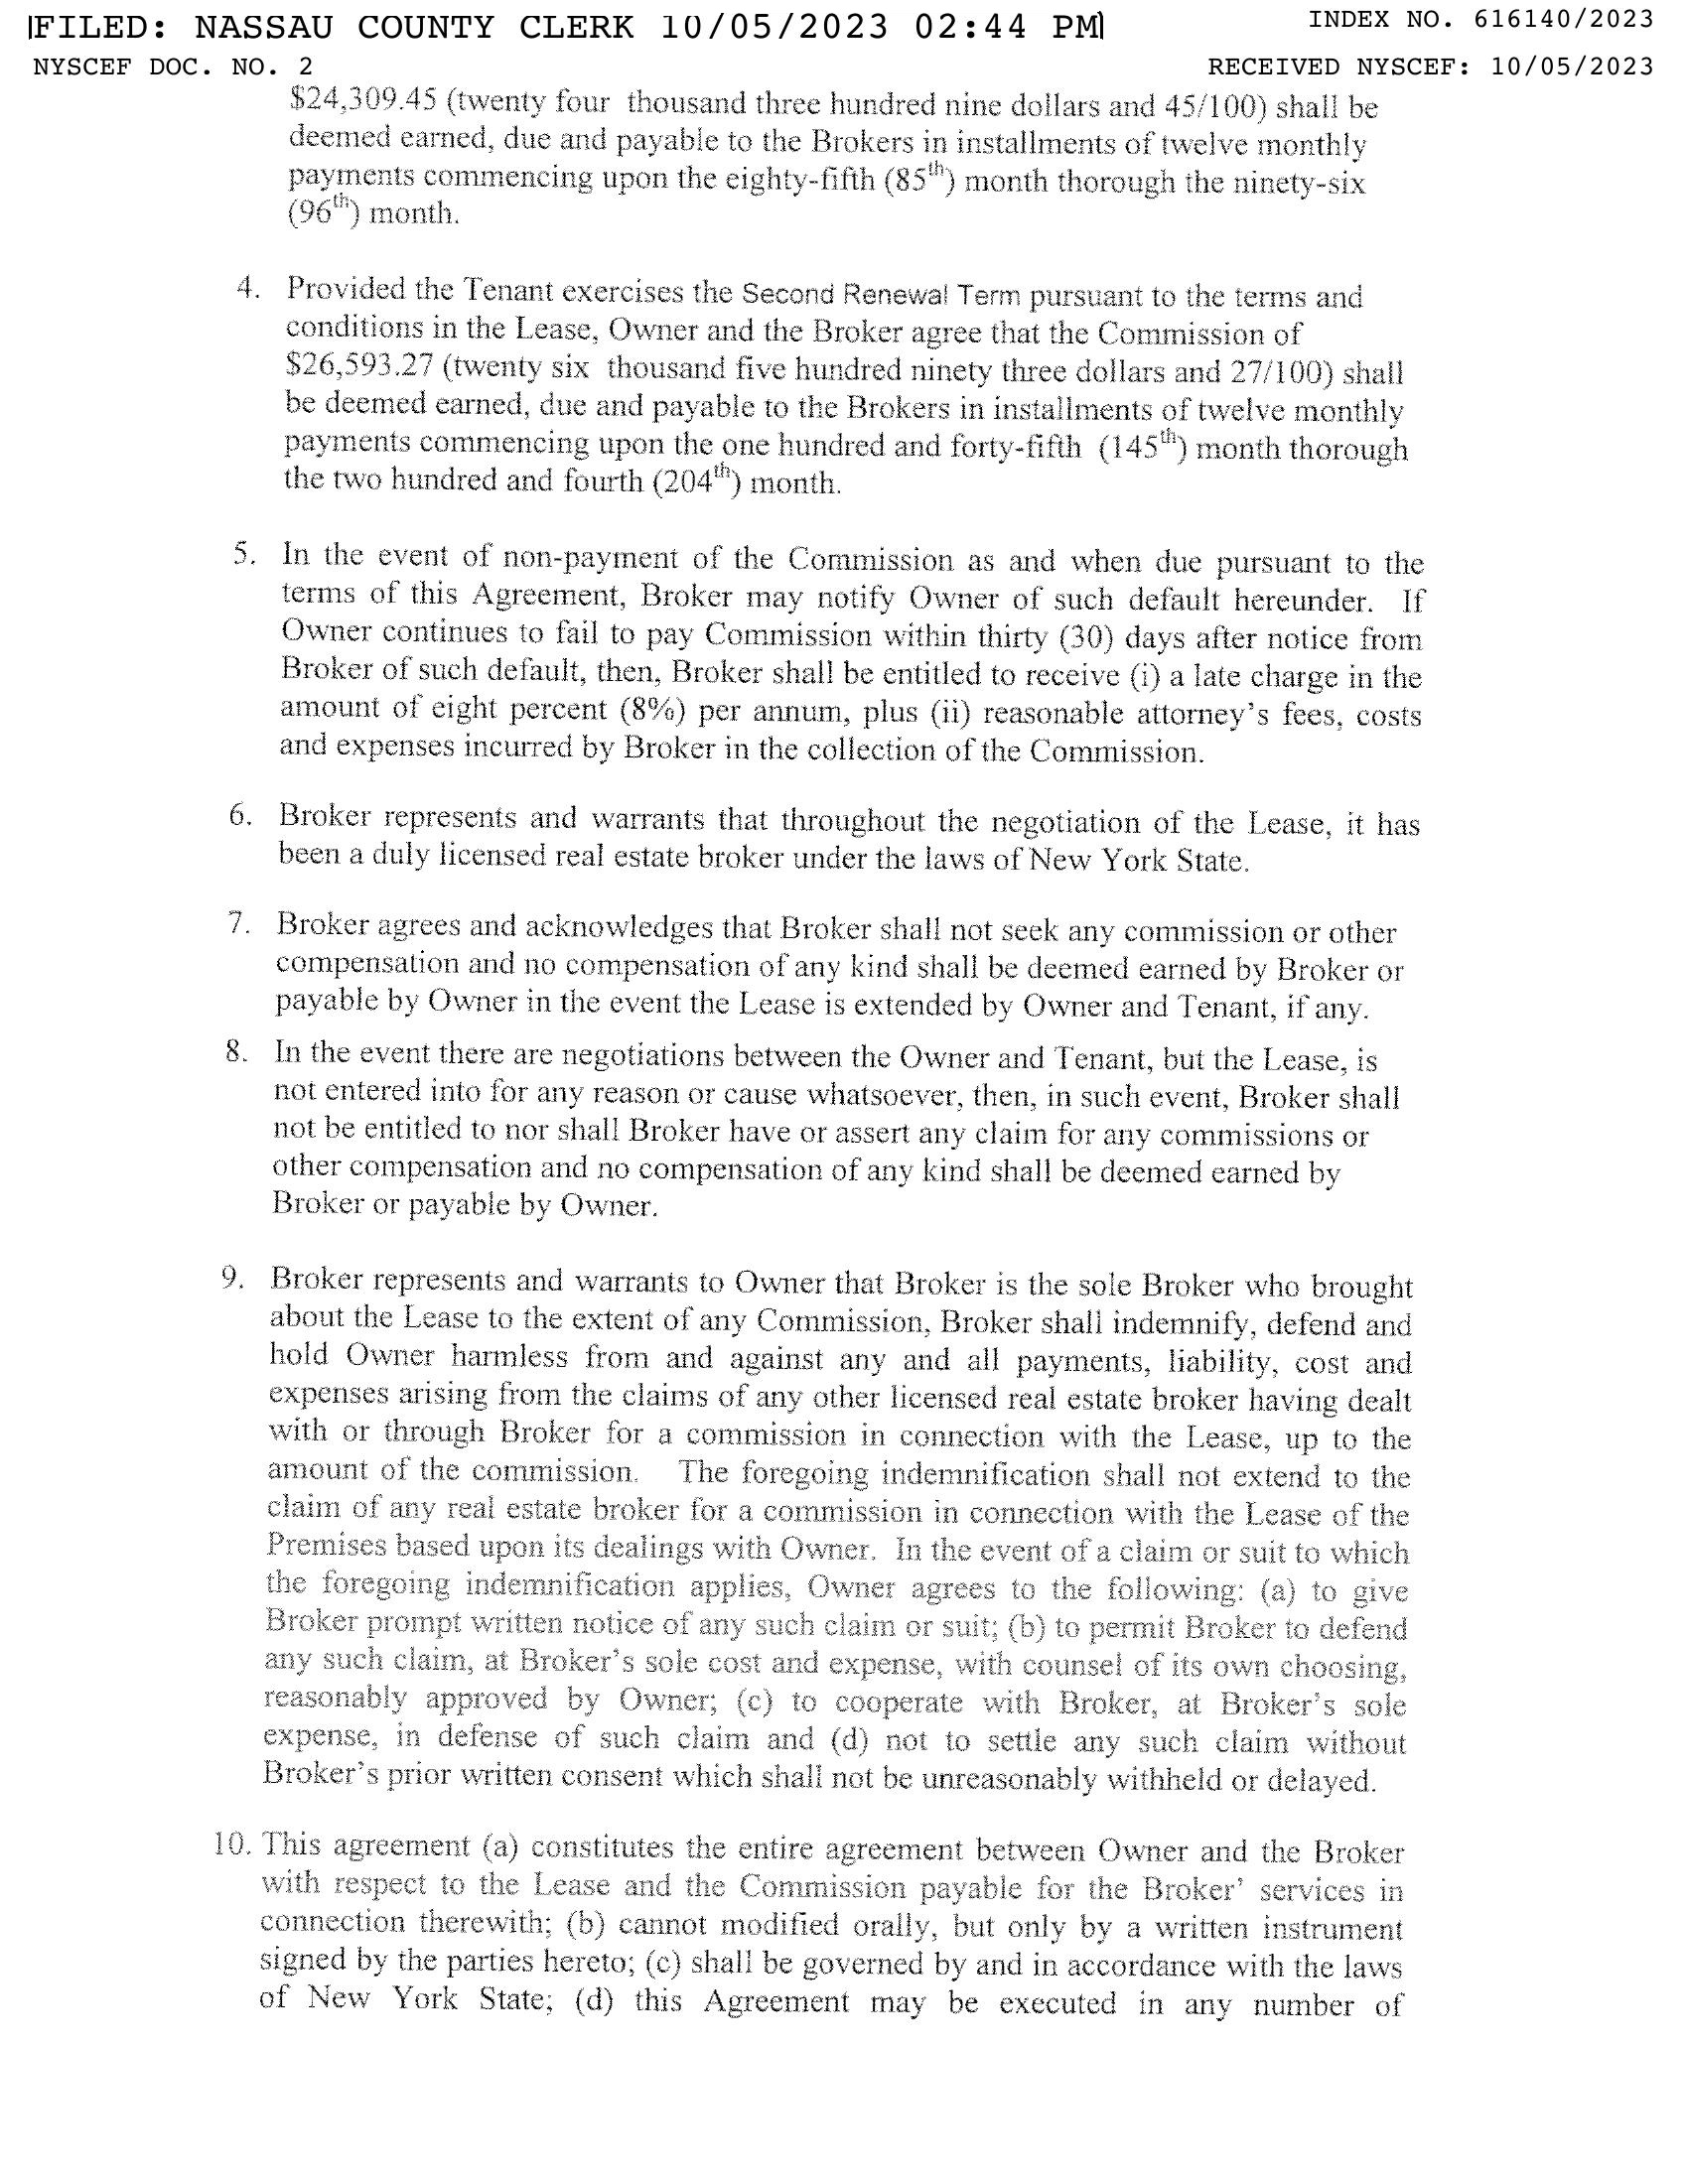 FILED: NASSAU COUNTY CLERK 10/05/2023 02:44 PM
INDEX NO. 616140/2023
NYSCEF DOC. NO. 2
RECEIVED NYSCEF: 10/05/2023
$24,309.45 (twenty four thousand three hundred nine dollars and 45/100) shall be
deemed earned, due and payable to the Brokers in installments of twelve monthly
payments commencing upon the eighty-fifth (85th) month thorough the ninety-six
(96th) month.
4. Provided the Tenant exercises the Second Renewal Term pursuant to the terms and
conditions in the Lease, Owner and the Broker agree that the Commission of
$26,593.27 (twenty six thousand five hundred ninety three dollars and 27/100) shall
be deemed earned, due and payable to the Brokers in installments of twelve monthly
payments commencing upon the one hundred and forty-fifth (145th) month thorough
the two hundred and fourth (204th) month.
5. In the event of non-payment of the Commission as and when due pursuant to the
terms of this Agreement, Broker may notify Owner of such default hereunder. If
Owner continues to fail to pay Commission within thirty (30) days after notice from
Broker of such default, then, Broker shall be entitled to receive (i) a late charge in the
amount of eight percent (8%) per annum, plus (ii) reasonable attorney's fees, costs
and expenses incurred by Broker in the collection of the Commission.
6. Broker represents and warrants that throughout the negotiation of the Lease, it has
been a duly licensed real estate broker under the laws of New York State.
7. Broker agrees and acknowledges that Broker shall not seek any commission or other
compensation and no compensation of any kind shall be deemed earned by Broker or
payable by Owner in the event the Lease is extended by Owner and Tenant, if any.
8. In the event there are negotiations between the Owner and Tenant, but the Lease, is
not entered into for any reason or cause whatsoever, then, in such event, Broker shall
not be entitled to nor shall Broker have or assert any claim for any commissions or
other compensation and no compensation of any kind shall be deemed earned by
Broker or payable by Owner.
9. Broker represents and warrants to Owner that Broker is the sole Broker who brought
about the Lease to the extent of any Commission, Broker shall indemnify, defend and
hold Owner harmless from and against any and all payments, liability, cost and
expenses arising from the claims of any other licensed real estate broker having dealt
with or through Broker for a commission in connection with the Lease, up to the
amount of the commission. The foregoing indemnification shall not extend to the
claim of any real estate broker for a commission in connection with the Lease of the
Premises based upon its dealings with Owner. In the event of a claim or suit to which
the foregoing indemnification applies, Owner agrees to the following: (a) to give
Broker prompt written notice of any such claim or suit; (b) to permit Broker to defend
any such claim, at Broker's sole cost and expense, with counsel of its own choosing,
reasonably approved by Owner; (c) to cooperate with Broker, at Broker's sole
expense, in defense of such claim and (d) not to settle any such claim without
Broker's prior written consent which shall not be unreasonably withheld or delayed.
10. This agreement (a) constitutes the entire agreement between Owner and the Broker
with respect to the Lease and the Commission payable for the Broker' services in
connection therewith; (b) cannot modified orally, but only by a written instrument
signed by the parties hereto; (c) shall be governed by and in accordance with the laws
of New York State; (d) this Agreement may be executed in any number of